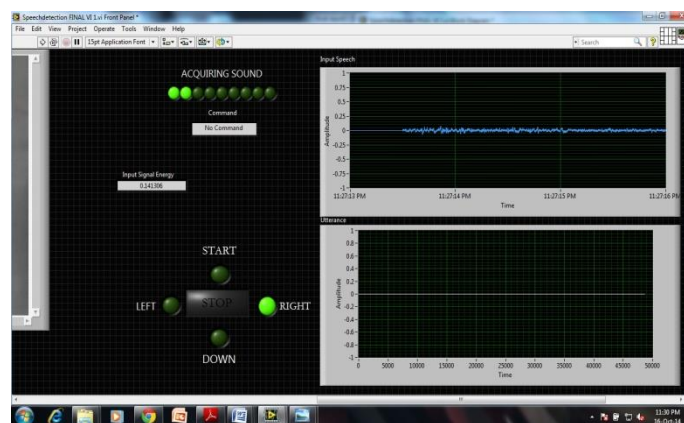 Speechdetection FINAL VI 1.vi Front Panel *
File Edit View Project Operate Tools Window Help
15pt Application Font
Search
ACQUIRING SOUND
Command
No Command
Input Signal Energy
0.141306
START
LEFT
STOP
RIGHT
DOWN
Input Speech
Amplitude
1
0.75
0.5
0.25
0
-0.25
-0.5
-0.75
-1
11:27:13 PM
11:27:14 PM
11:27:15 PM
11:27:16 PM
Time
Utterance
Amplitude
1
0.8
0.6
0.4
0.2
0
-0.2
-0.4
-0.6
-0.8
-1
0 5000 10000 15000 20000 25000 30000 35000 40000 45000 50000
Time
11:30 PM
16-Oct-14